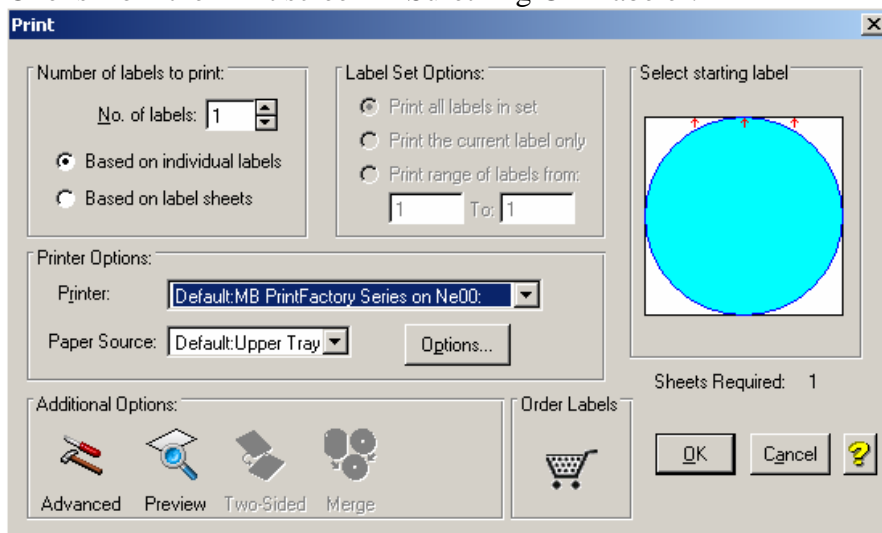 Print
Number of labels to print:
No. of labels: 1
Based on individual labels
Based on label sheets
Label Set Options:
Print all labels in set
Print the current label only
Print range of labels from:
1 To: 1
Select starting label
Printer Options:
Printer: Default:MB PrintFactory Series on Ne00:
Paper Source: Default:Upper Tray
Options...
Sheets Required: 1
Additional Options:
Advanced Preview Two-Sided Merge
Order Labels
OK Cancel ?